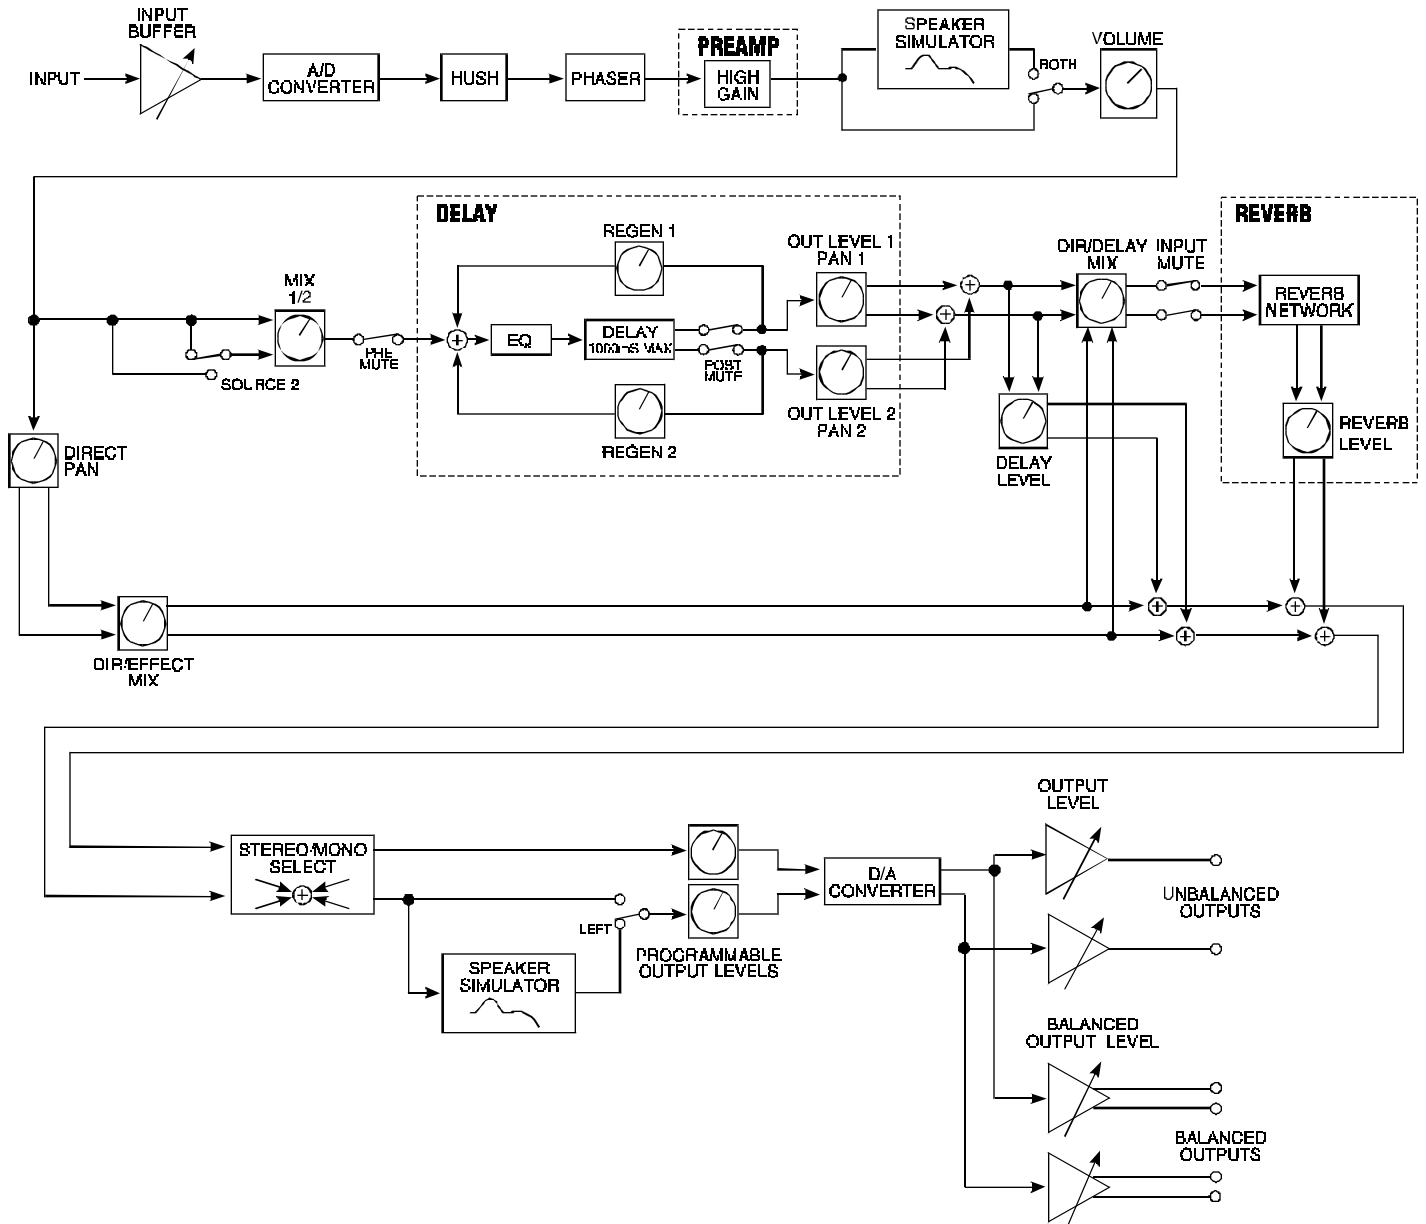 INPUT
BUFFER
INPUT
A/D
CONVERTER
HUSH
PHASER
PREAMP
HIGH
GAIN
SPEAKER
SIMULATOR
BOTH
VOLUME
DELAY
REVERB
MIX
1/2
PRE
MUTE
SOURCE 2
REGEN 1
EQ
DELAY
1000mS MAX
POST
MUTE
REGEN 2
OUT LEVEL 1
PAN 1
OUT LEVEL 2
PAN 2
DIR/DELAY
MIX
INPUT
MUTE
REVERB
NETWORK
REVERB
LEVEL
DELAY
LEVEL
DIRECT
PAN
DIR/EFFECT
MIX
STEREO/MONO
SELECT
LEFT
SPEAKER
SIMULATOR
PROGRAMMABLE
OUTPUT LEVELS
D/A
CONVERTER
OUTPUT
LEVEL
UNBALANCED
OUTPUTS
BALANCED
OUTPUT LEVEL
BALANCED
OUTPUTS